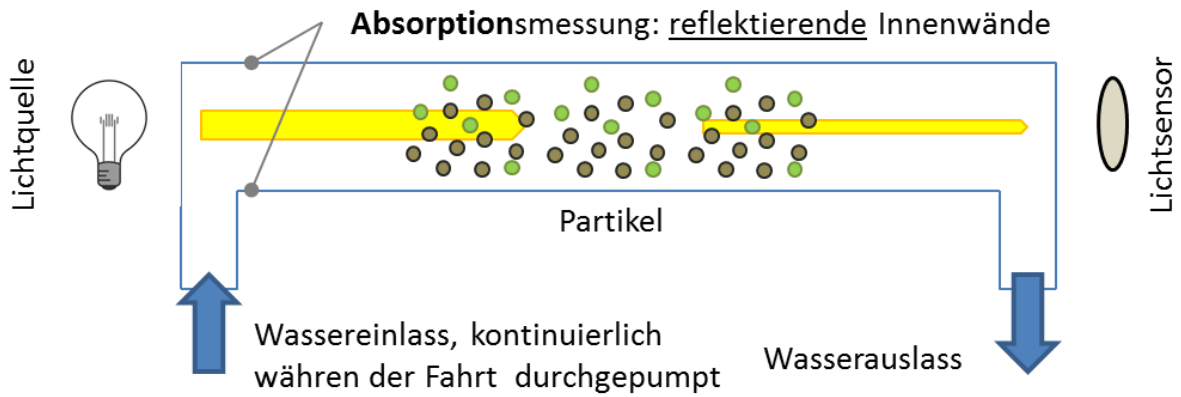 Absorptionsmessung: reflektierende Innenwände
Lichtquelle
Lichtsensor
Partikel
Wassereinlass, kontinuierlich
währen der Fahrt durchgepumpt
Wasserauslass